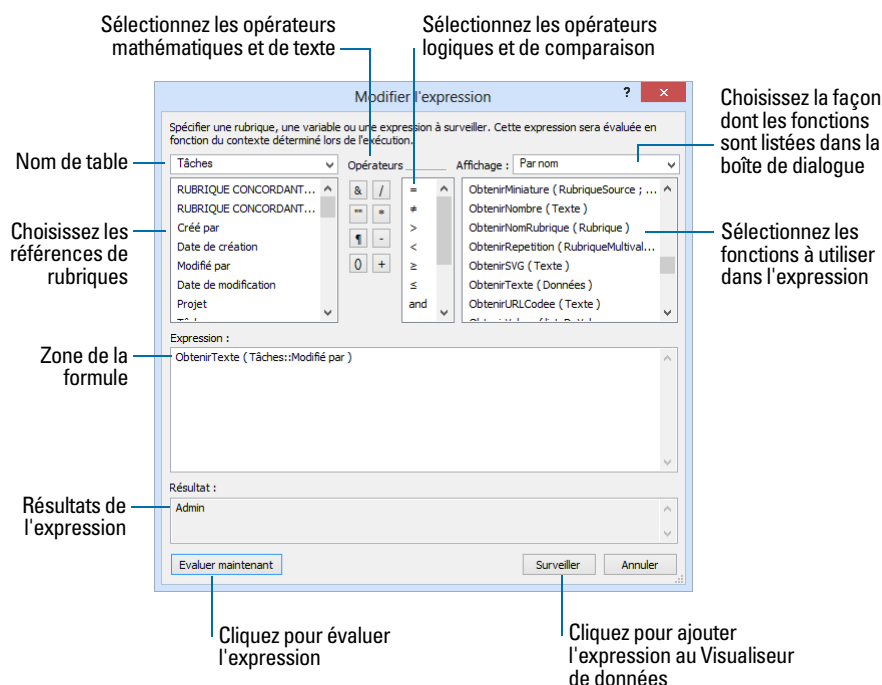 Sélectionnez les opérateurs
mathématiques et de texte
Sélectionnez les opérateurs
logiques et de comparaison
Modifier l'expression
?
×
Spécifier une rubrique, une variable ou une expression à surveiller. Cette expression sera évaluée en
fonction du contexte déterminé lors de l'exécution.
Nom de table
Tâches
Opérateurs
Affichage :
Par nom
Choisissez la façon
dont les fonctions
sont listées dans la
boîte de dialogue
Choisissez les
références de
rubriques
RUBRIQUE CONCORDANT...
RUBRIQUE CONCORDANT...
Créé par
Date de création
Modifié par
Date de modification
Projet
& /
"" *
¶ -
() +
=
≠
>
<
≥
≤
and
ObtenirMiniature ( RubriqueSource ; ...
ObtenirNombre ( Texte )
ObtenirNomRubrique ( Rubrique )
ObtenirRepetition ( RubriqueMultival...
ObtenirSVG ( Texte )
ObtenirTexte ( Données )
ObtenirURLCodee ( Texte )
Sélectionnez les
fonctions à utiliser
dans l'expression
Zone de la
formule
Expression :
ObtenirTexte ( Tâches::Modifié par )
Résultats de
l'expression
Résultat :
Admin
Evaluer maintenant
Surveiller
Annuler
Cliquez pour évaluer
l'expression
Cliquez pour ajouter
l'expression au Visualiseur
de données